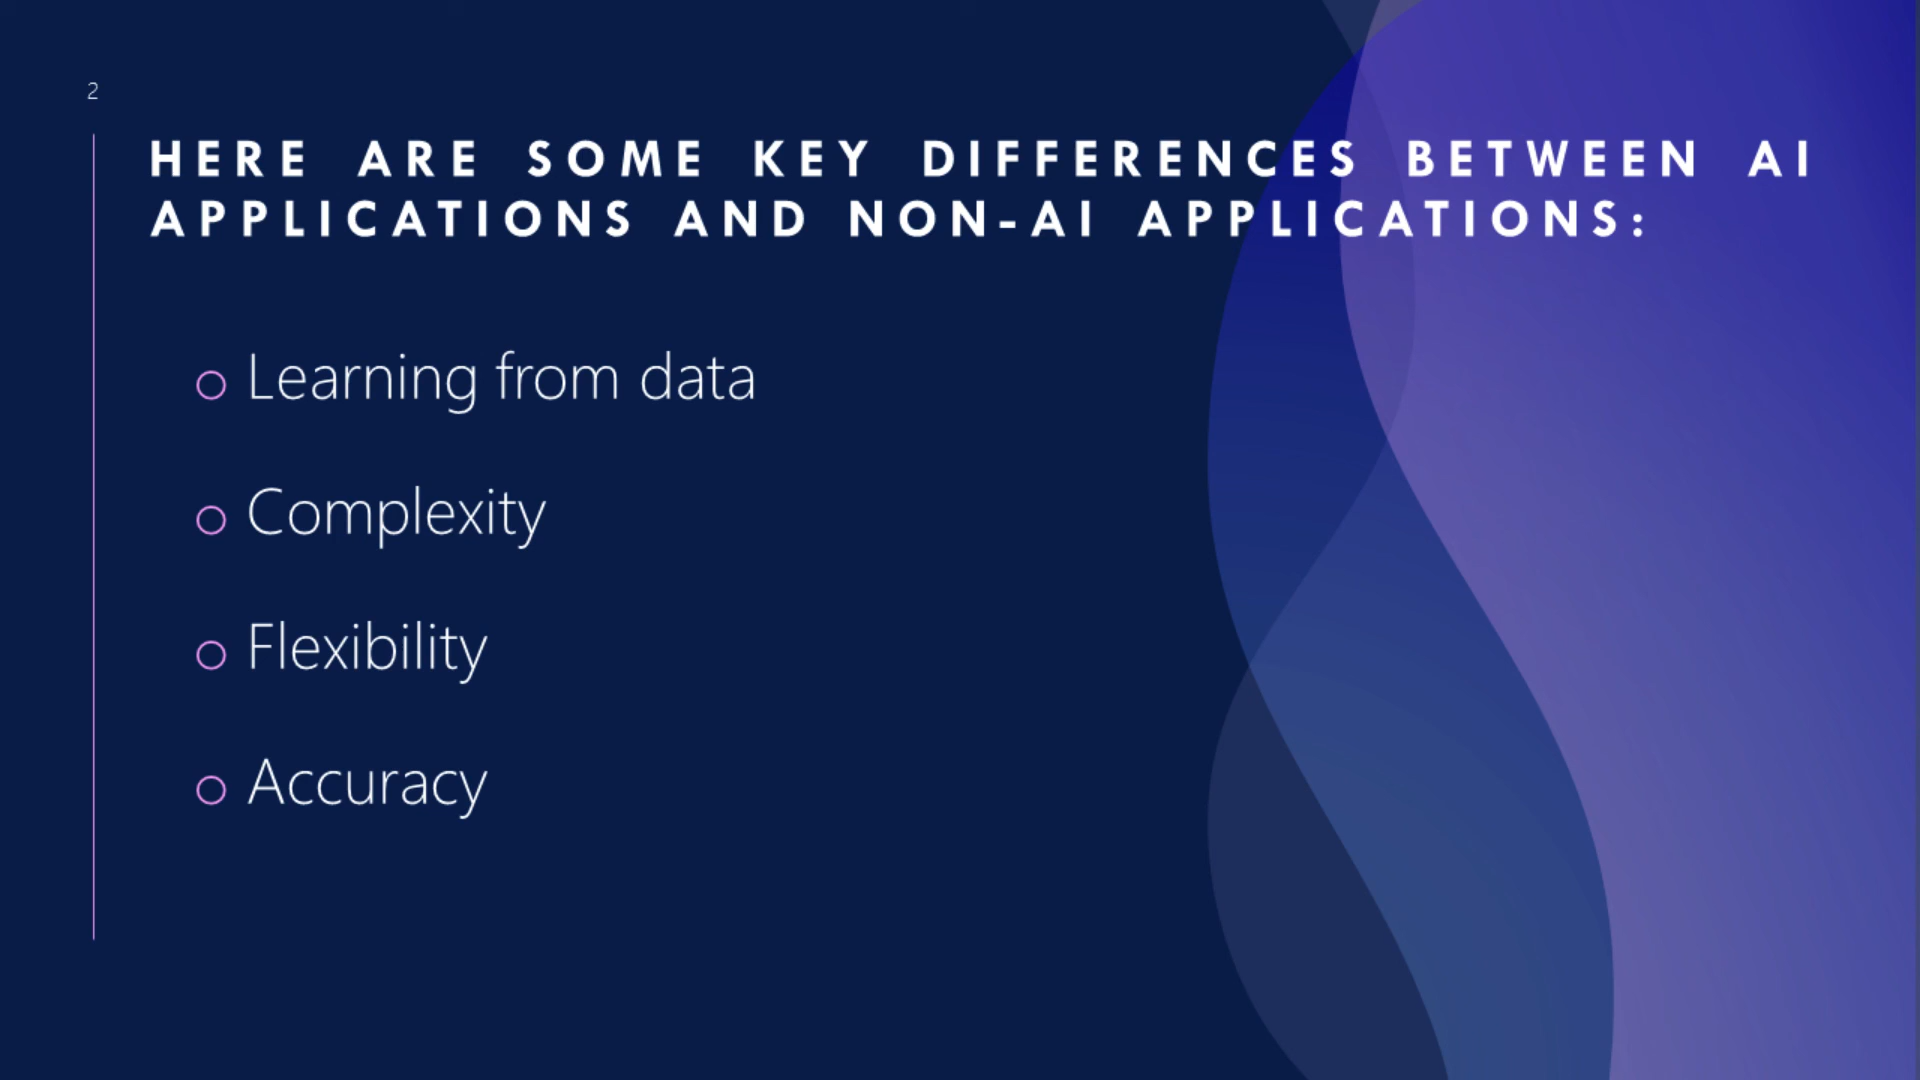 2
HERE ARE SOME KEY DIFFERENCES BETWEEN AI
APPLICATIONS AND NON-AI APPLICATIONS:
Learning from data
Complexity
Flexibility
Accuracy